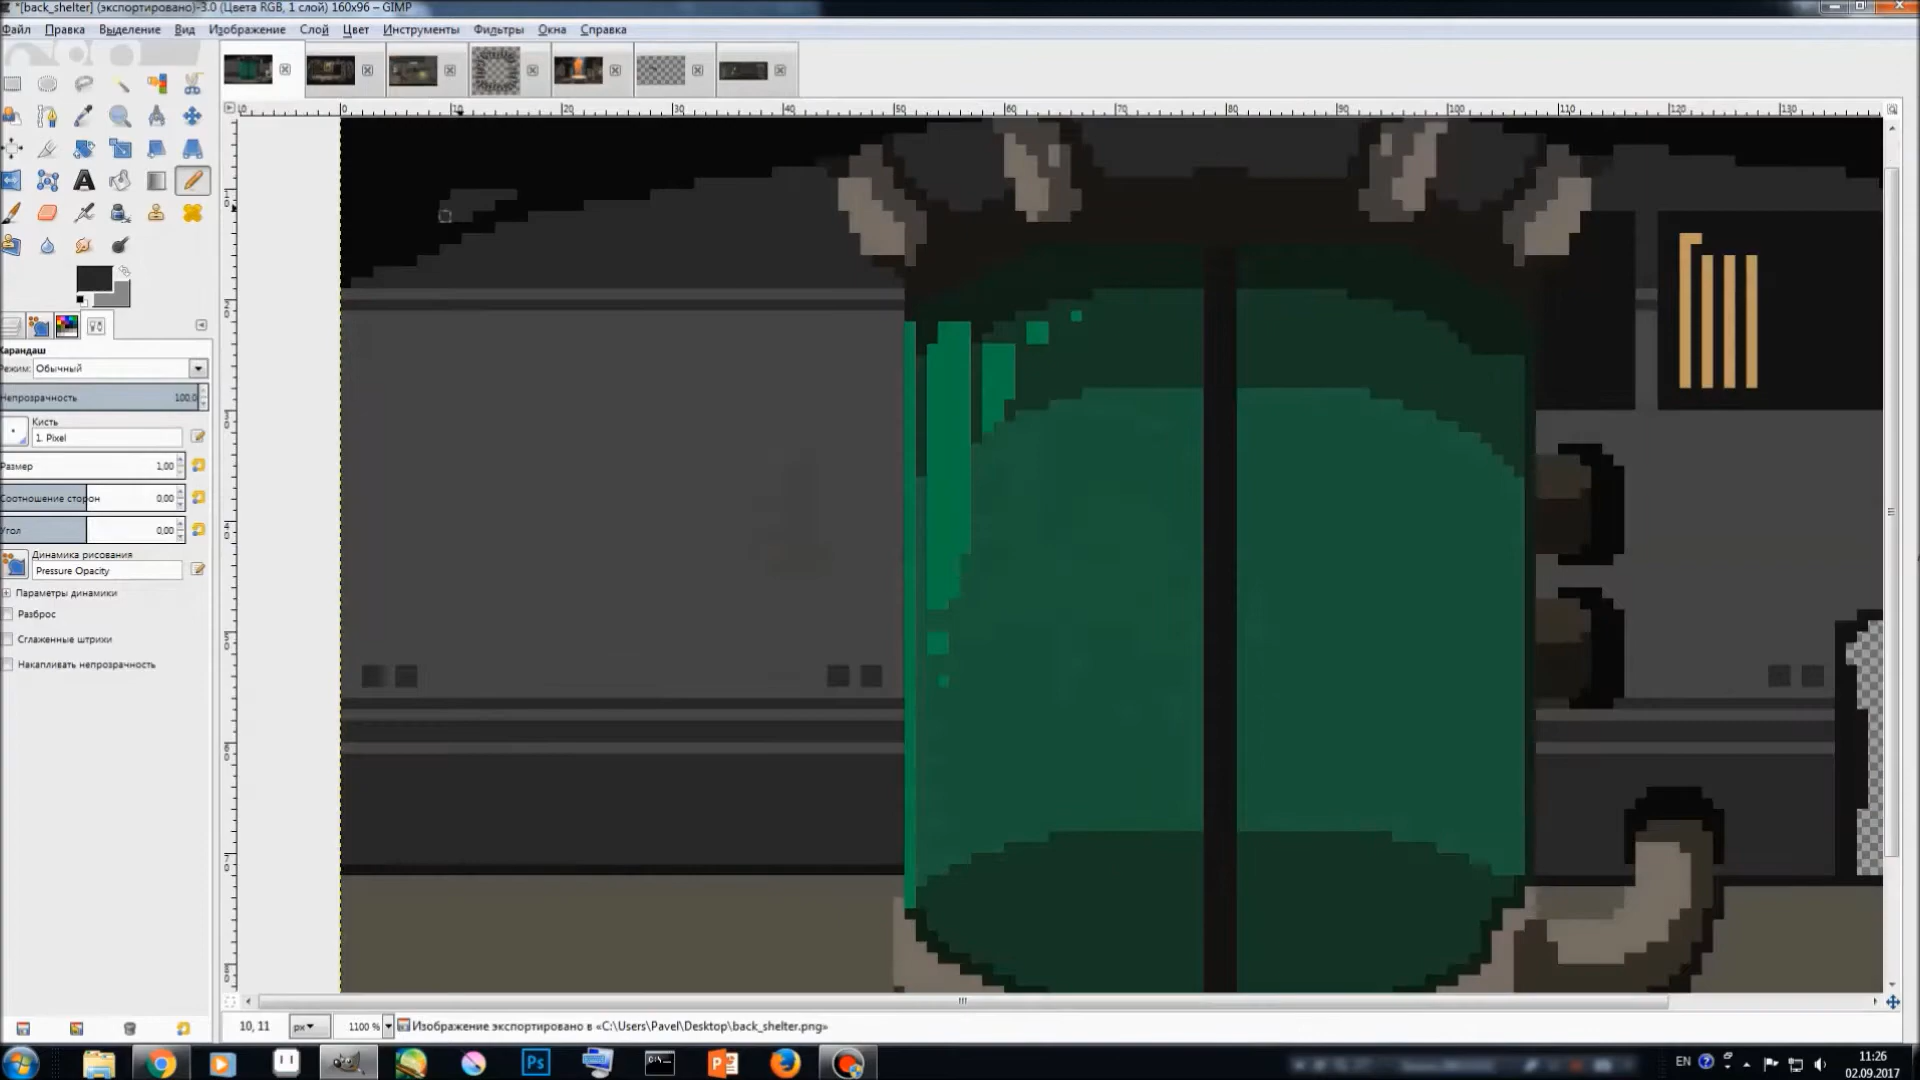 *[back_shelter] (экспортировано)-3.0 (Цвета RGB, 1 слой) 160x96 – GIMP
Файл Правка Выделение Вид Изображение Слой Цвет Инструменты Фильтры Окна Справка
0 10 20 30 40 50 60 70 80 90 100 110 120 130
Карандаш
Режим: Обычный
Непрозрачность 100,0
Кисть
1. Pixel
Размер 1,00
Соотношение сторон 0,00
Угол 0,00
Динамика рисования
Pressure Opacity
Параметры динамики
Разброс
Сглаженные штрихи
Накапливать непрозрачность
10, 11 px 1100 % Изображение экспортировано в «C:\Users\Pavel\Desktop\back_shelter.png»
Ps
EN
11:26
02.09.2017